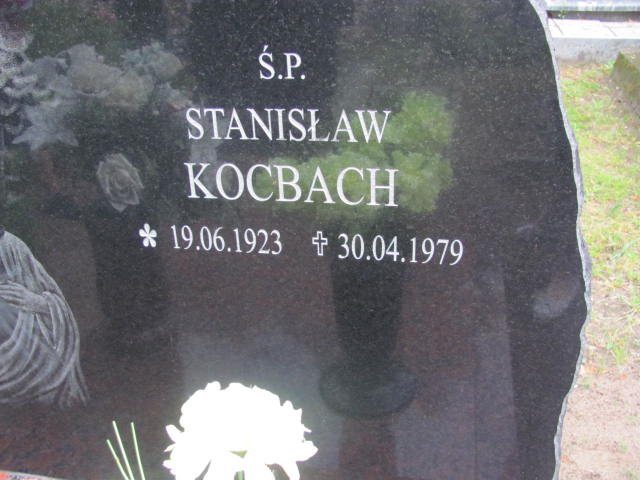 Ś.P.
STANISŁAW
KOCBACH
* 19.06.1923 ✝ 30.04.1979